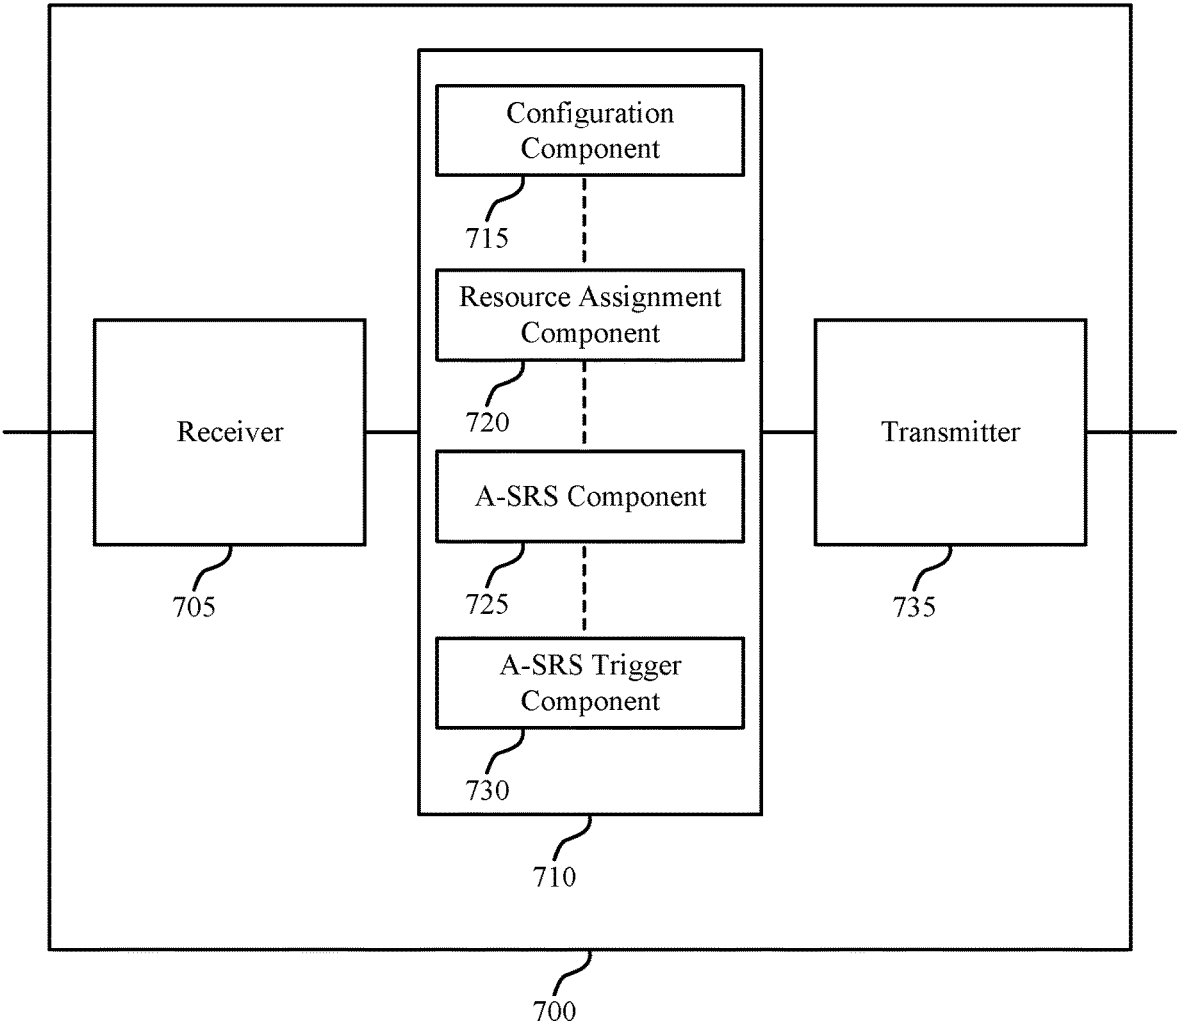 Configuration
Component
715
Resource Assignment
Component
720
Receiver
705
A-SRS Component
725
A-SRS Trigger
Component
730
710
Transmitter
735
700